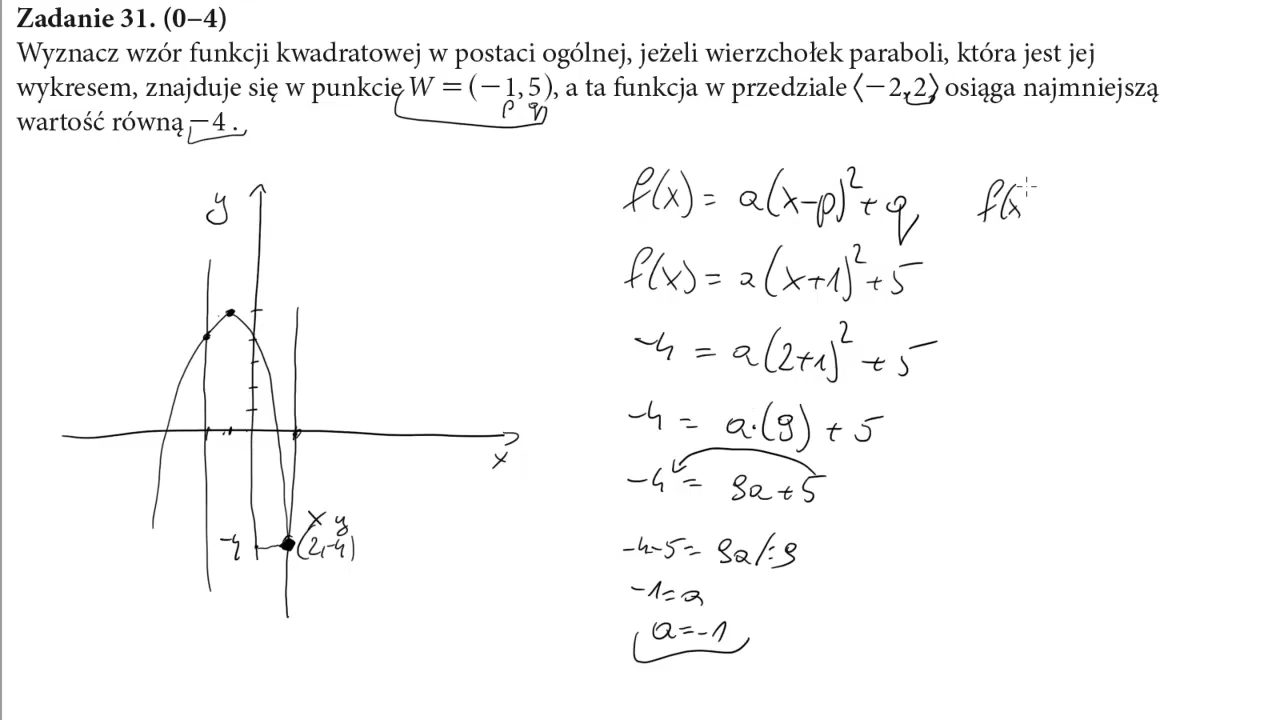 Zadanie 31. (0–4)
Wyznacz wzór funkcji kwadratowej w postaci ogólnej, jeżeli wierzchołek paraboli, która jest jej
wykresem, znajduje się w punkcie W = (−1, 5), a ta funkcja w przedziale ⟨−2, 2⟩ osiąga najmniejszą
p q
wartość równą −4.
y
x
-4
x y
(2,-4)
f(x) = a(x-p)² + q
f(x) = a(x+1)² + 5
-4 = a(2+1)² + 5
-4 = a·(9) + 5
-4 = 9a + 5
-4-5 = 9a /:9
-1 = a
a = -1
f(x